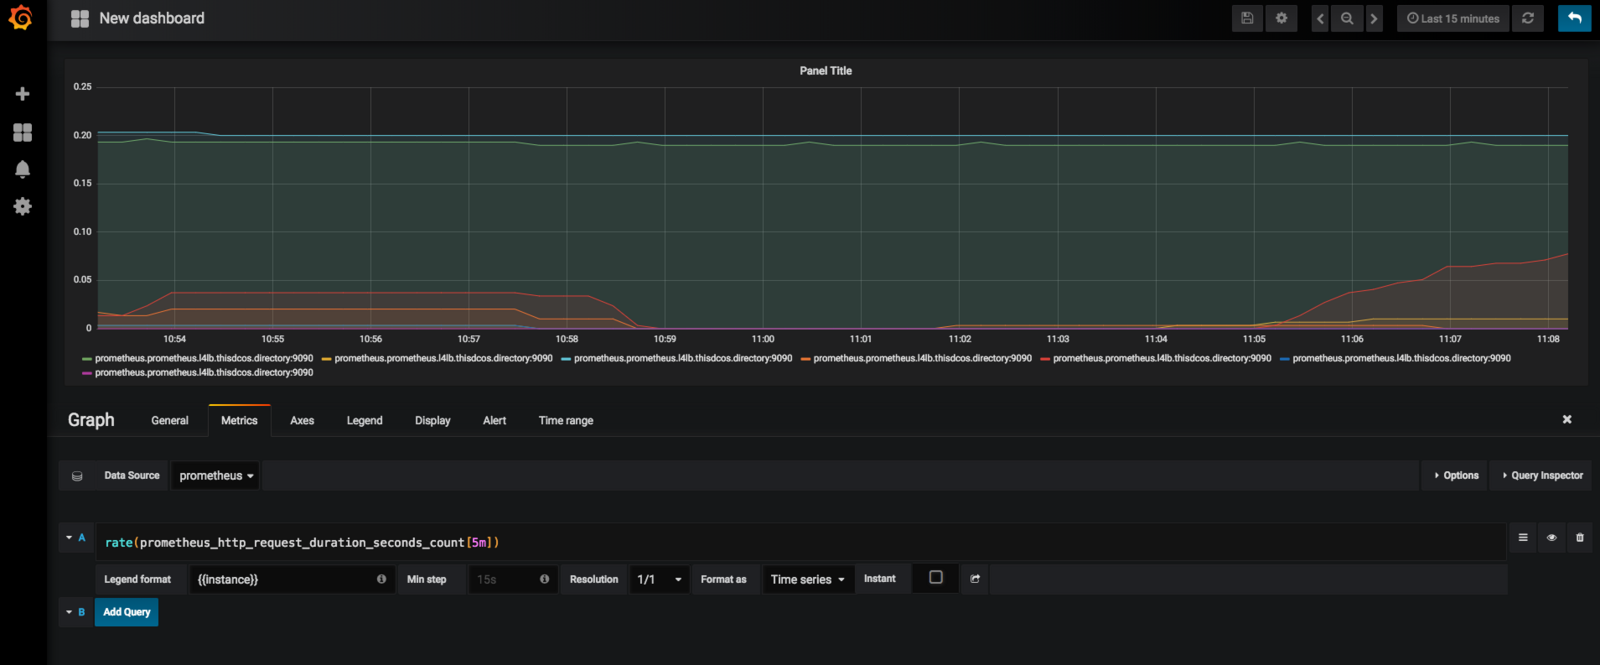 New dashboard
Last 15 minutes
Panel Title
0.25
0.20
0.15
0.10
0.05
0
10:54 10:55 10:56 10:57 10:58 10:59 11:00 11:01 11:02 11:03 11:04 11:05 11:06 11:07 11:08
prometheus.prometheus.l4lb.thisdcos.directory:9090 prometheus.prometheus.l4lb.thisdcos.directory:9090 prometheus.prometheus.l4lb.thisdcos.directory:9090 prometheus.prometheus.l4lb.thisdcos.directory:9090 prometheus.prometheus.l4lb.thisdcos.directory:9090 prometheus.prometheus.l4lb.thisdcos.directory:9090
prometheus.prometheus.l4lb.thisdcos.directory:9090
Graph General Metrics Axes Legend Display Alert Time range
Data Source prometheus Options Query Inspector
A rate(prometheus_http_request_duration_seconds_count[5m])
Legend format {{instance}} Min step 15s Resolution 1/1 Format as Time series Instant
B Add Query